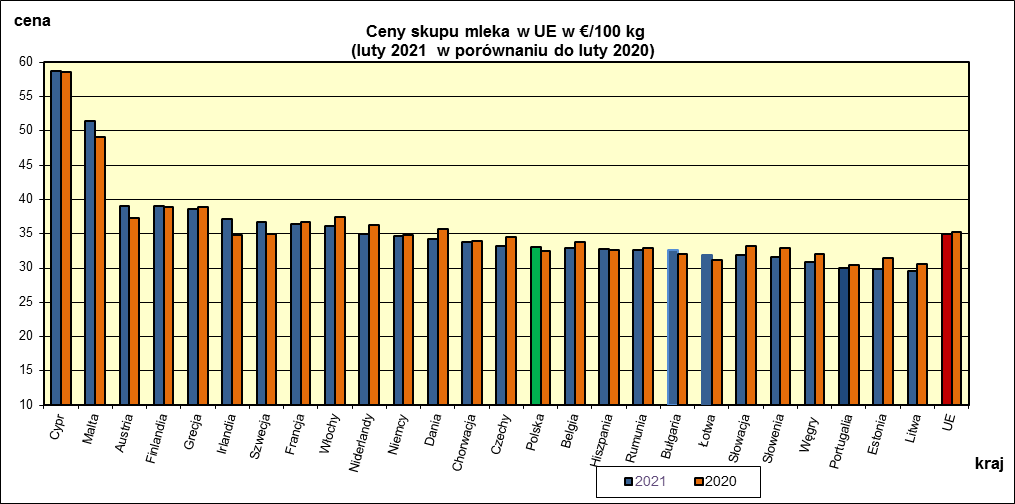 cena
Ceny skupu mleka w UE w €/100 kg
(luty 2021 w porównaniu do luty 2020)
60
55
50
45
40
35
30
25
20
15
10
Cypr
Malta
Austria
Finlandia
Grecja
Irlandia
Szwecja
Francja
Włochy
Niderlandy
Niemcy
Dania
Chorwacja
Czechy
Polska
Belgia
Hiszpania
Rumunia
Bułgaria
Łotwa
Słowacja
Słowenia
Węgry
Portugalia
Estonia
Litwa
UE
kraj
2021
2020